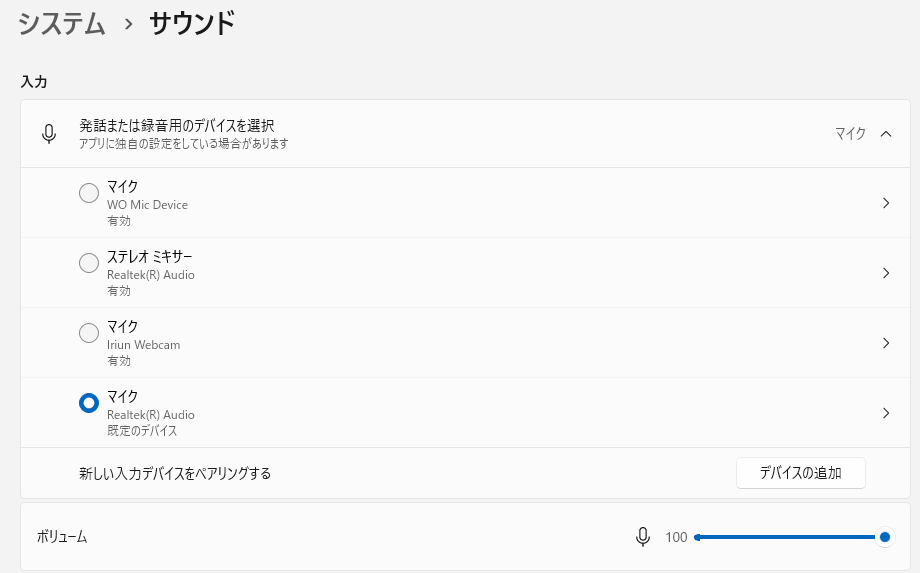 システム > サウンド
入力
発話または録音用のデバイスを選択
アプリに独自の設定をしている場合があります
マイク
マイク
WO Mic Device
有効
ステレオ ミキサー
Realtek(R) Audio
有効
マイク
Iriun Webcam
有効
マイク
Realtek(R) Audio
既定のデバイス
新しい入力デバイスをペアリングする
デバイスの追加
ボリューム
100